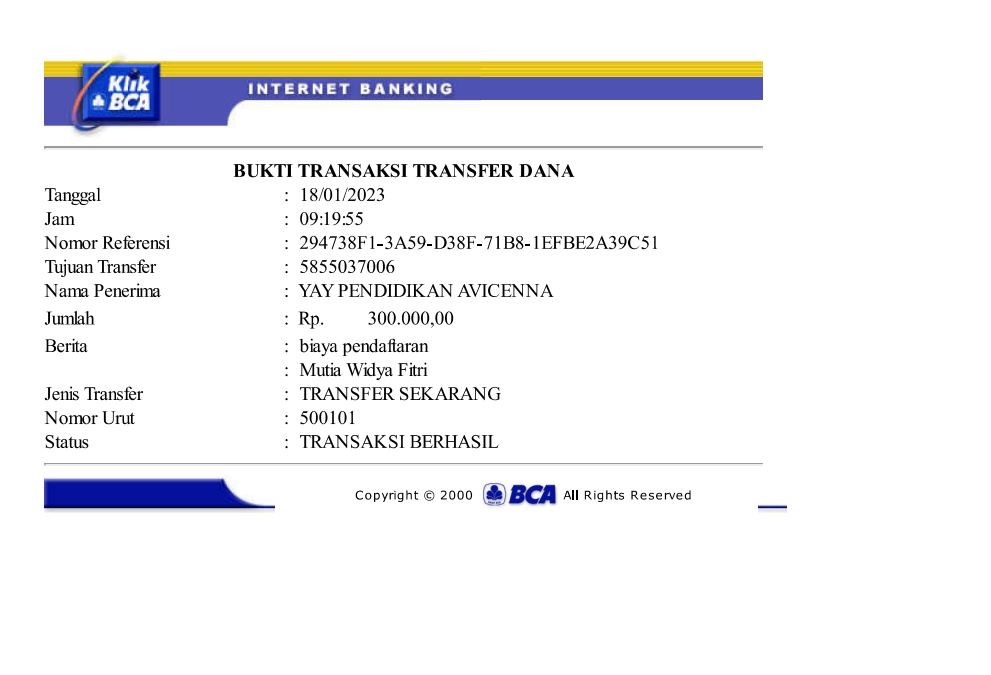 Klik
BCA
INTERNET BANKING
BUKTI TRANSAKSI TRANSFER DANA
Tanggal : 18/01/2023
Jam : 09:19:55
Nomor Referensi : 294738F1-3A59-D38F-71B8-1EFBE2A39C51
Tujuan Transfer : 5855037006
Nama Penerima : YAY PENDIDIKAN AVICENNA
Jumlah : Rp. 300.000,00
Berita : biaya pendaftaran
: Mutia Widya Fitri
Jenis Transfer : TRANSFER SEKARANG
Nomor Urut : 500101
Status : TRANSAKSI BERHASIL
Copyright © 2000 BCA All Rights Reserved